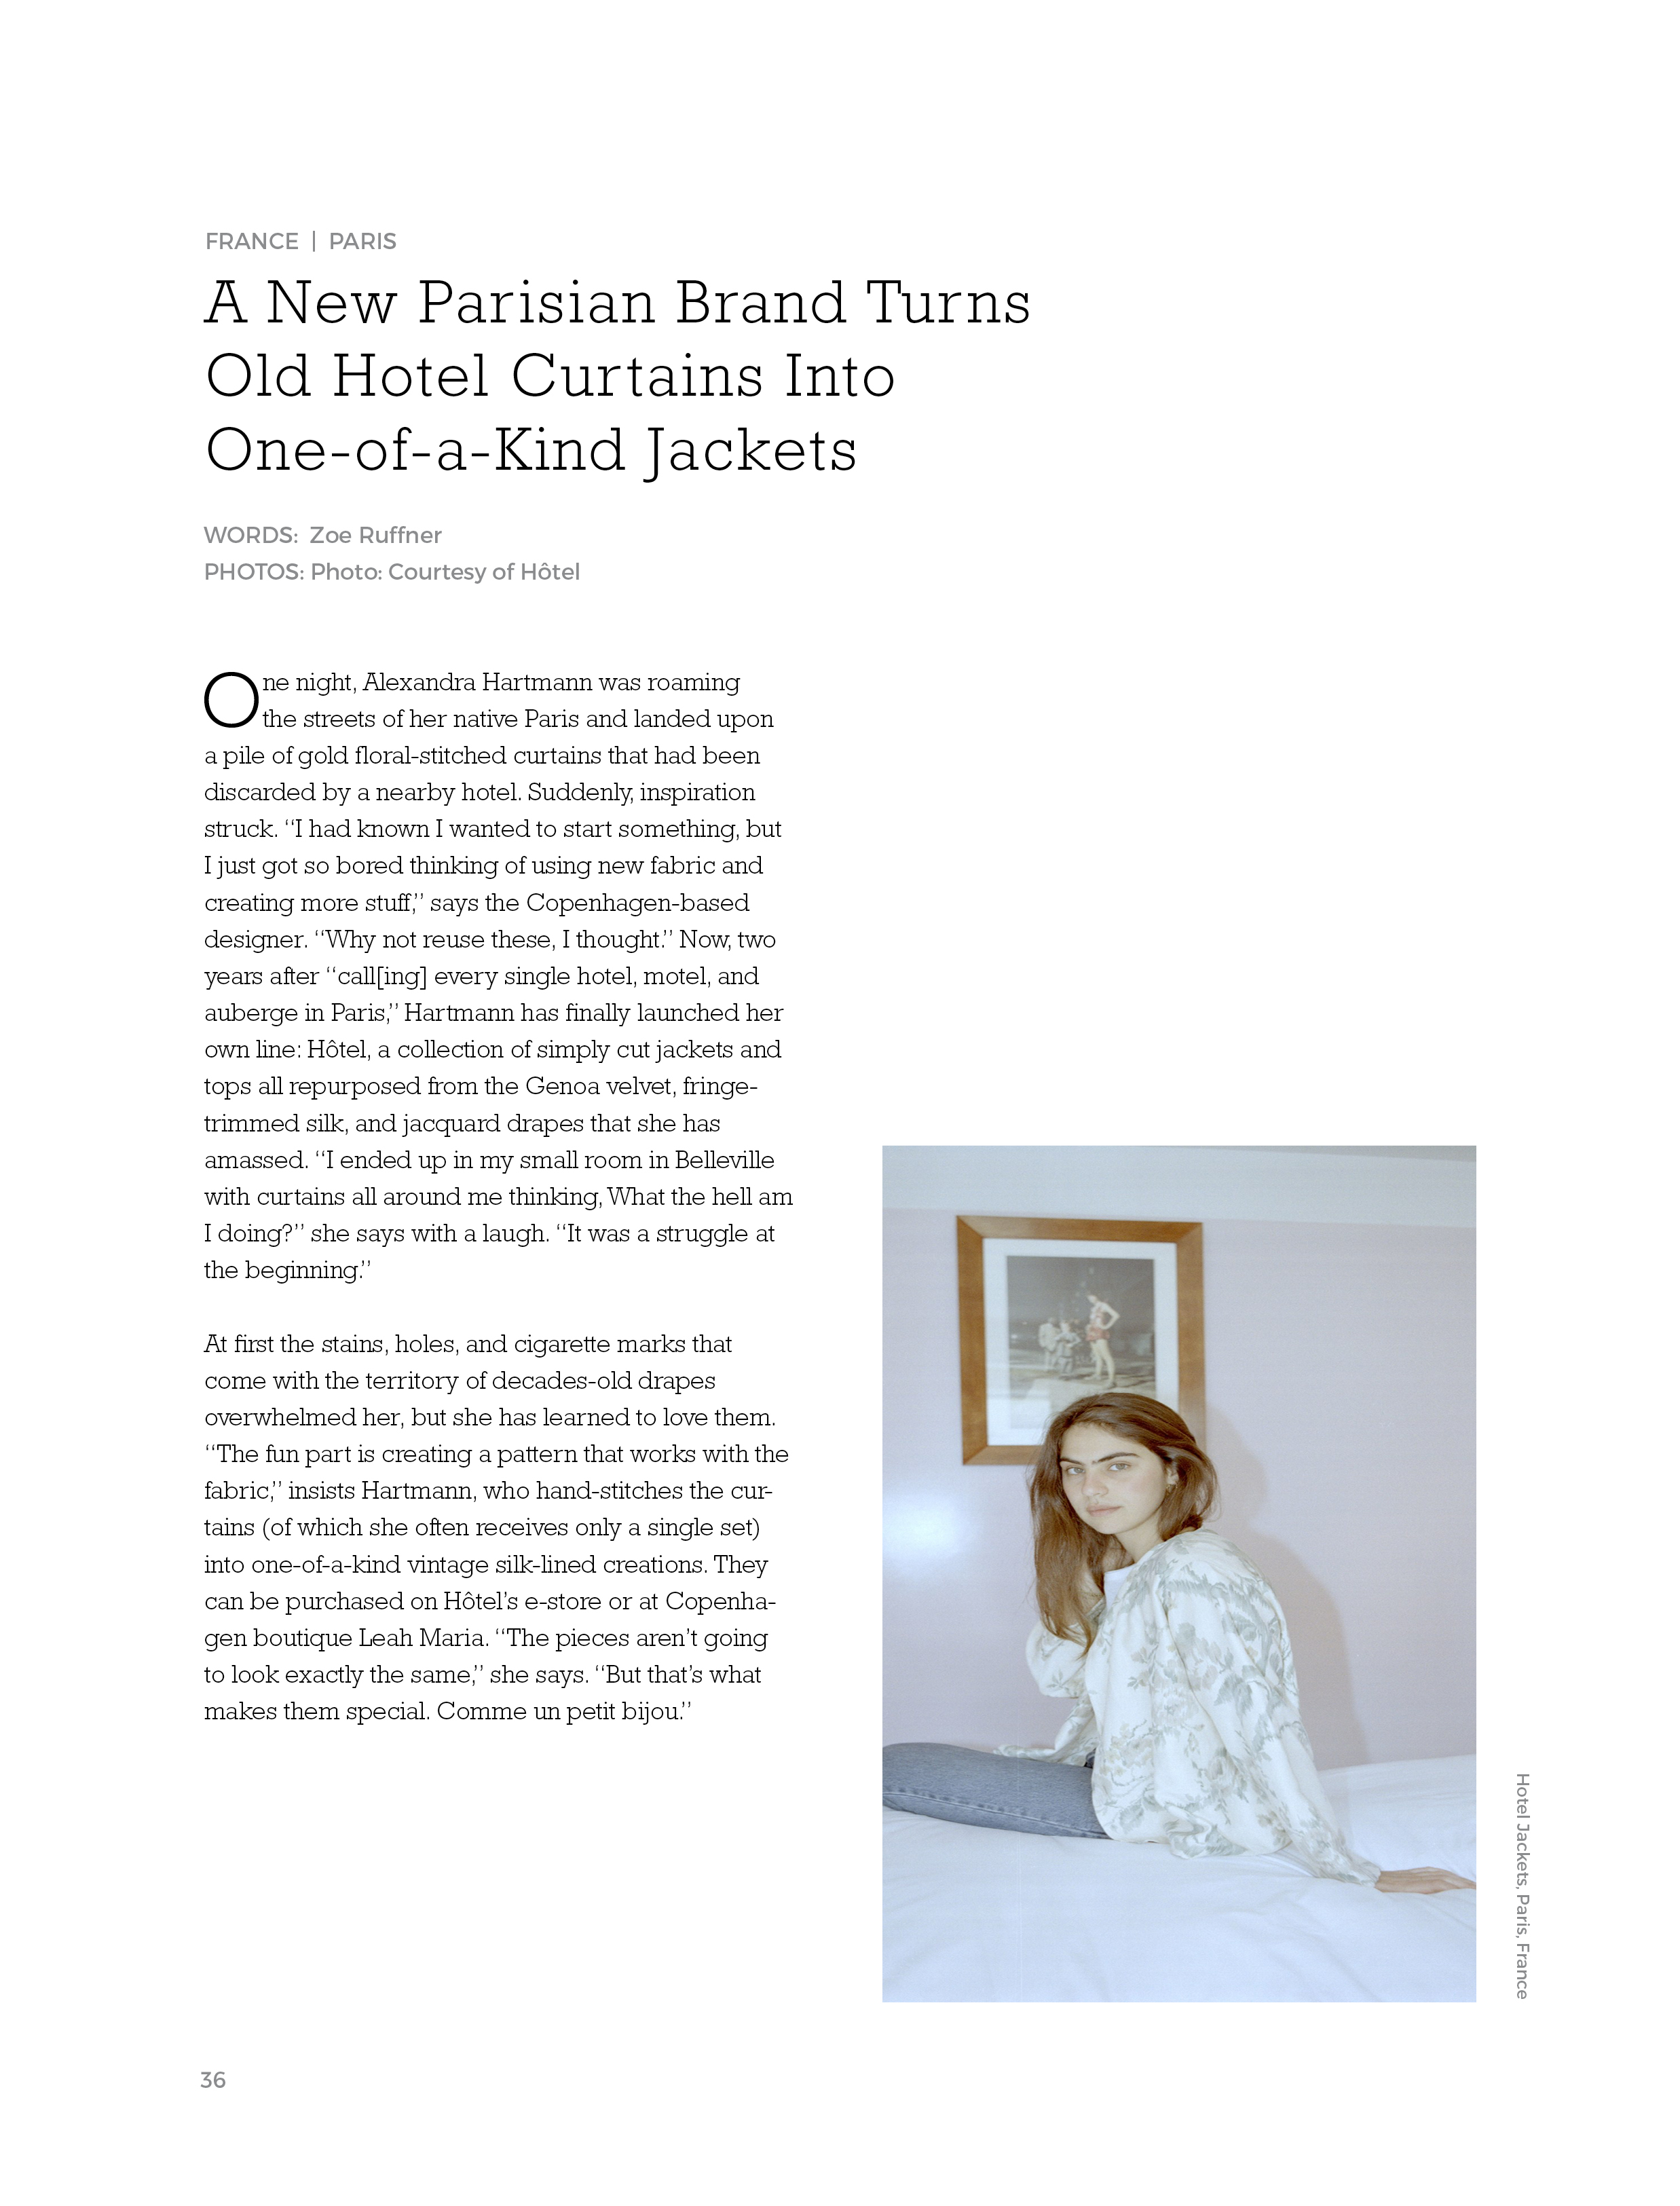 FRANCE | PARIS
A New Parisian Brand Turns
Old Hotel Curtains Into
One-of-a-Kind Jackets
WORDS: Zoe Ruffner
PHOTOS: Photo: Courtesy of Hôtel
One night, Alexandra Hartmann was roaming
the streets of her native Paris and landed upon
a pile of gold floral-stitched curtains that had been
discarded by a nearby hotel. Suddenly, inspiration
struck. “I had known I wanted to start something, but
I just got so bored thinking of using new fabric and
creating more stuff,” says the Copenhagen-based
designer. “Why not reuse these, I thought.” Now, two
years after “call[ing] every single hotel, motel, and
auberge in Paris,” Hartmann has finally launched her
own line: Hôtel, a collection of simply cut jackets and
tops all repurposed from the Genoa velvet, fringe-
trimmed silk, and jacquard drapes that she has
amassed. “I ended up in my small room in Belleville
with curtains all around me thinking, What the hell am
I doing?” she says with a laugh. “It was a struggle at
the beginning.”
At first the stains, holes, and cigarette marks that
come with the territory of decades-old drapes
overwhelmed her, but she has learned to love them.
“The fun part is creating a pattern that works with the
fabric,” insists Hartmann, who hand-stitches the cur-
tains (of which she often receives only a single set)
into one-of-a-kind vintage silk-lined creations. They
can be purchased on Hôtel’s e-store or at Copenha-
gen boutique Leah Maria. “The pieces aren’t going
to look exactly the same,” she says. “But that’s what
makes them special. Comme un petit bijou.”
Hotel Jackets, Paris, France
36